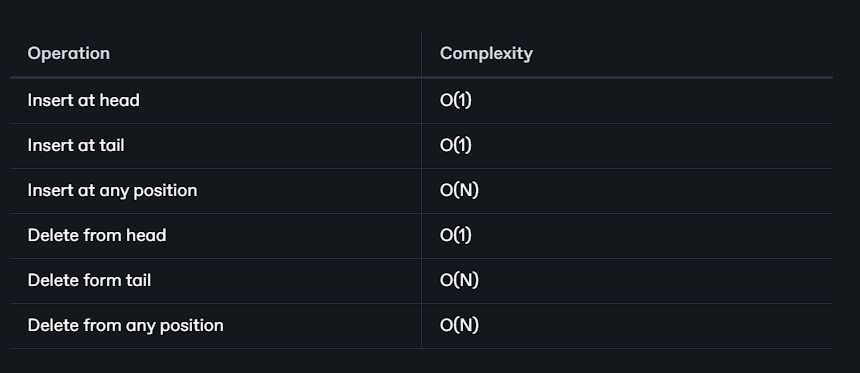 Operation Complexity
Insert at head O(1)
Insert at tail O(1)
Insert at any position O(N)
Delete from head O(1)
Delete form tail O(N)
Delete from any position O(N)